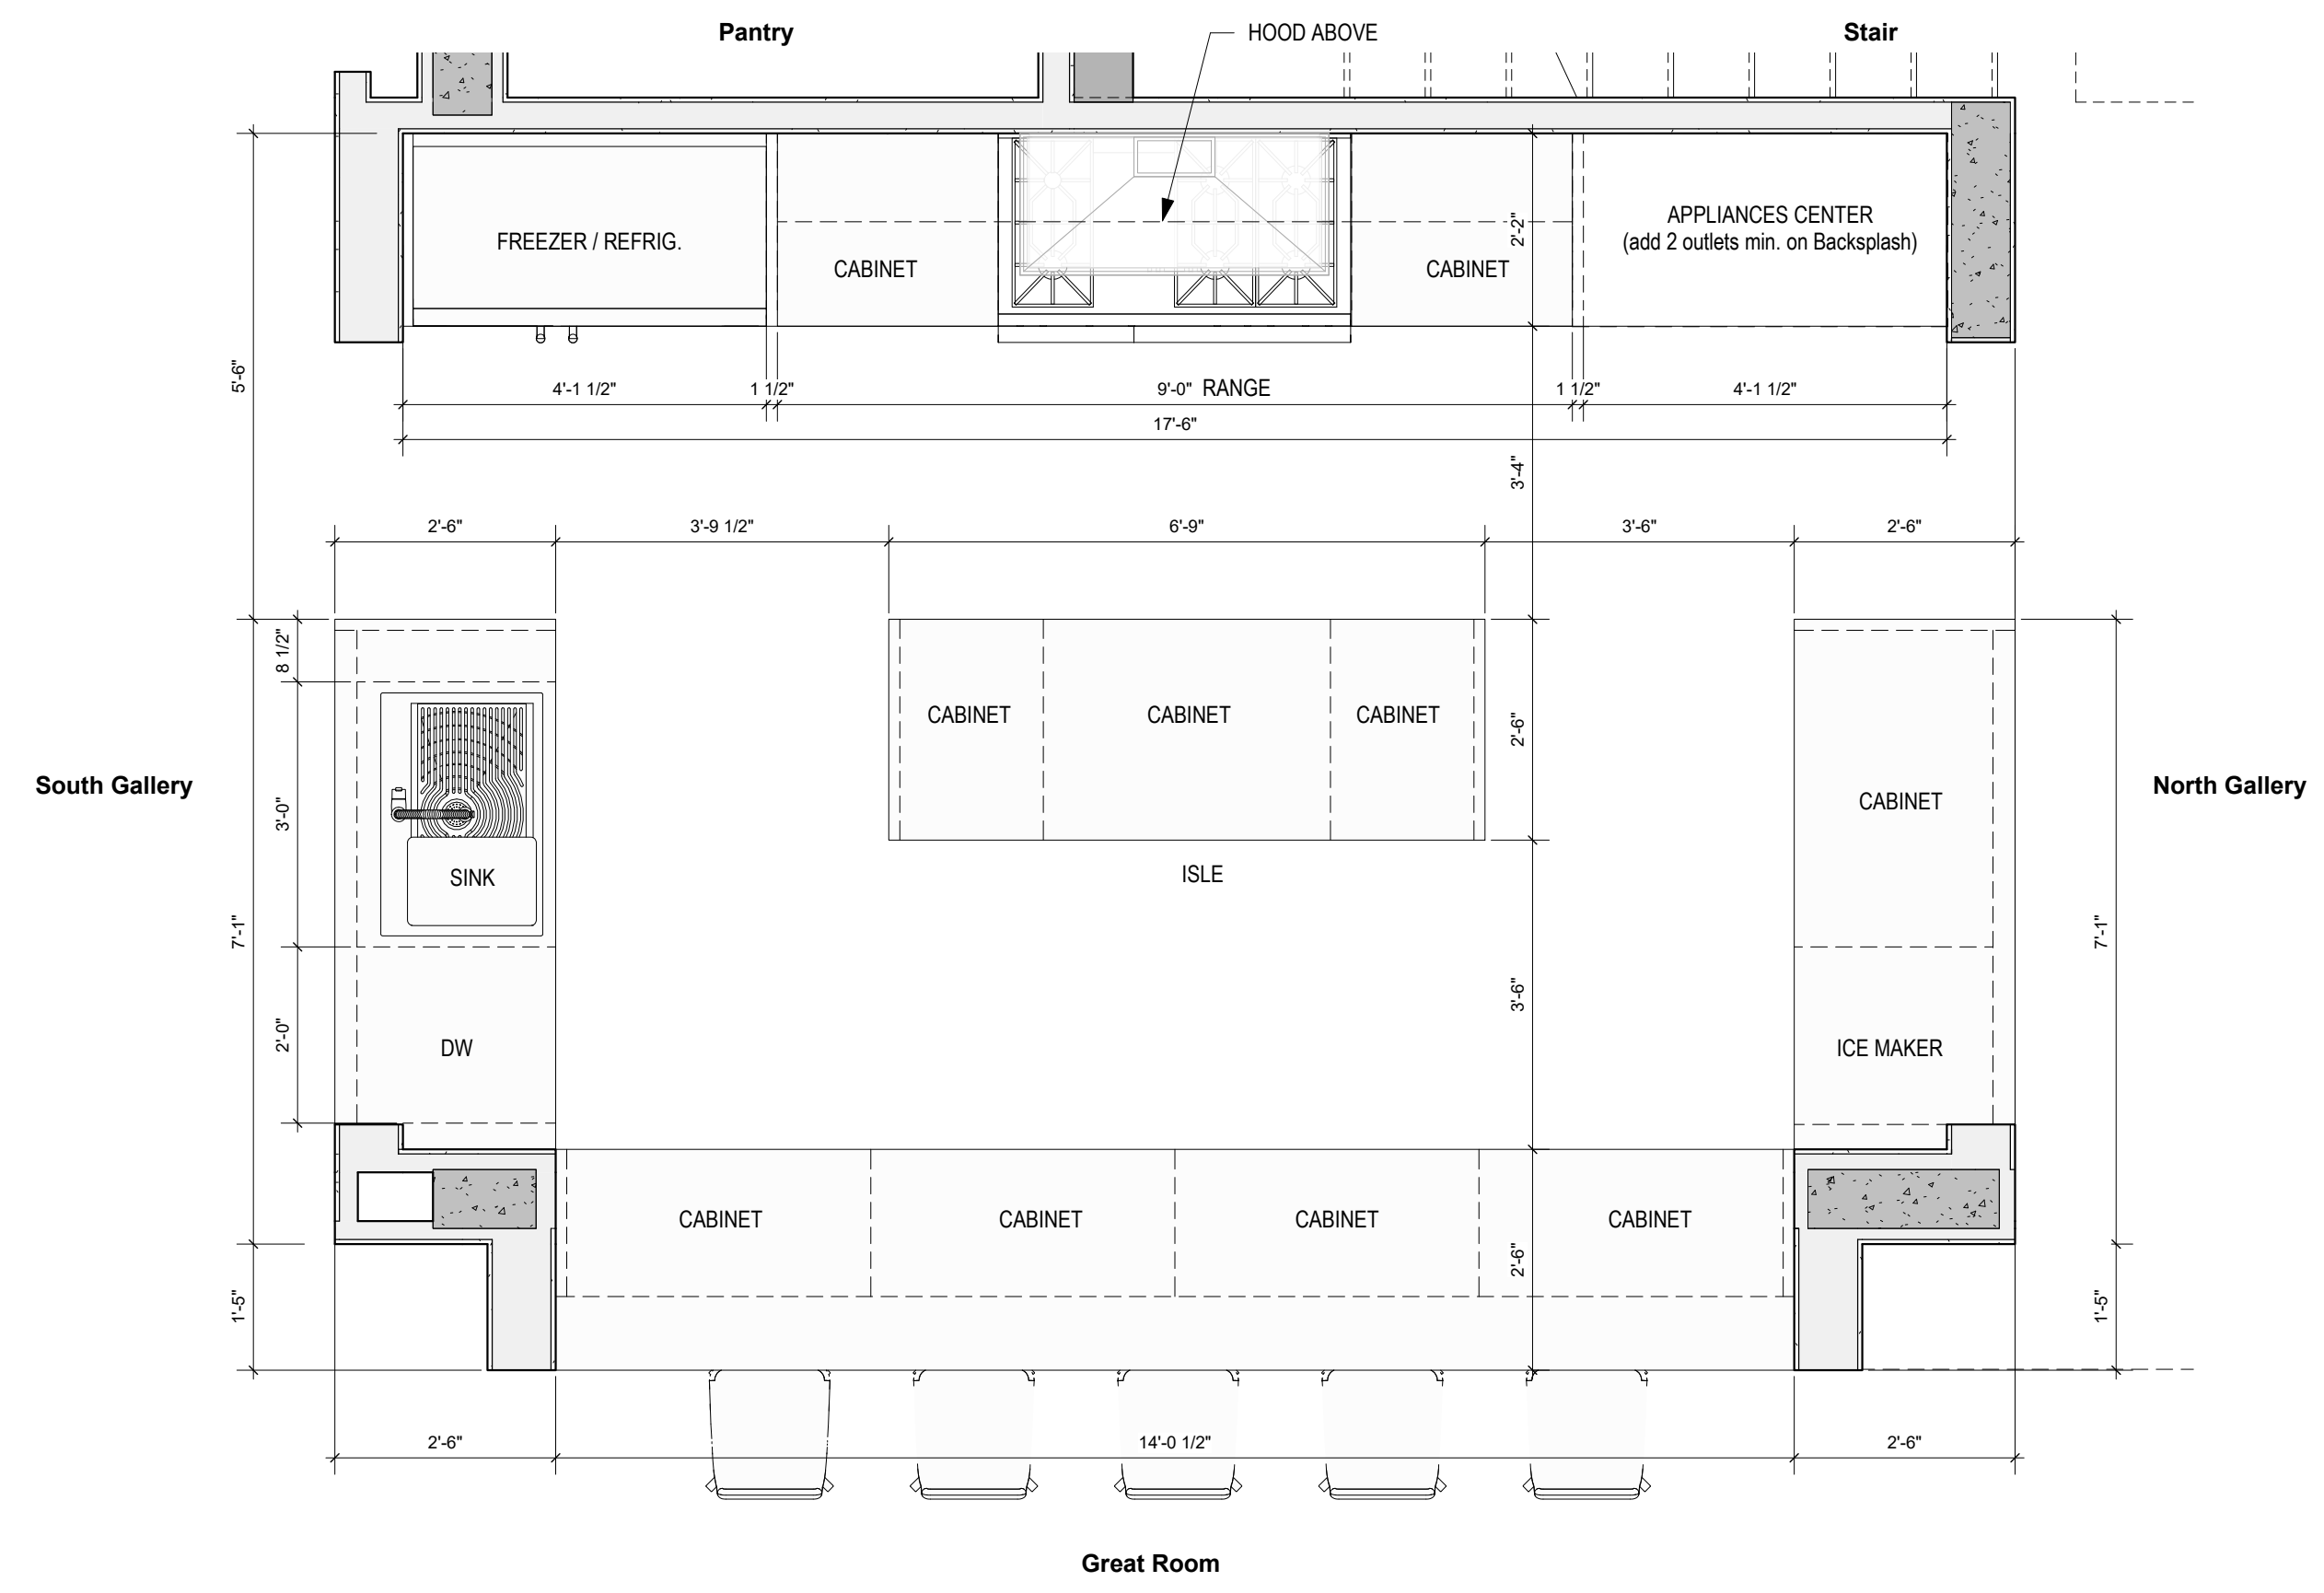 Pantry
HOOD ABOVE
Stair
FREEZER / REFRIG.
CABINET
CABINET
2'-2"
APPLIANCES CENTER
(add 2 outlets min. on Backsplash)
5'-6"
4'-1 1/2"
1 1/2"
9'-0" RANGE
1 1/2"
4'-1 1/2"
17'-6"
3'-4"
2'-6"
3'-9 1/2"
6'-9"
3'-6"
2'-6"
8 1/2"
CABINET
CABINET
CABINET
2'-6"
South Gallery
North Gallery
3'-0"
CABINET
SINK
ISLE
7'-1"
7'-1"
3'-6"
2'-0"
DW
ICE MAKER
CABINET
CABINET
CABINET
CABINET
2'-6"
1'-5"
1'-5"
2'-6"
14'-0 1/2"
2'-6"
Great Room